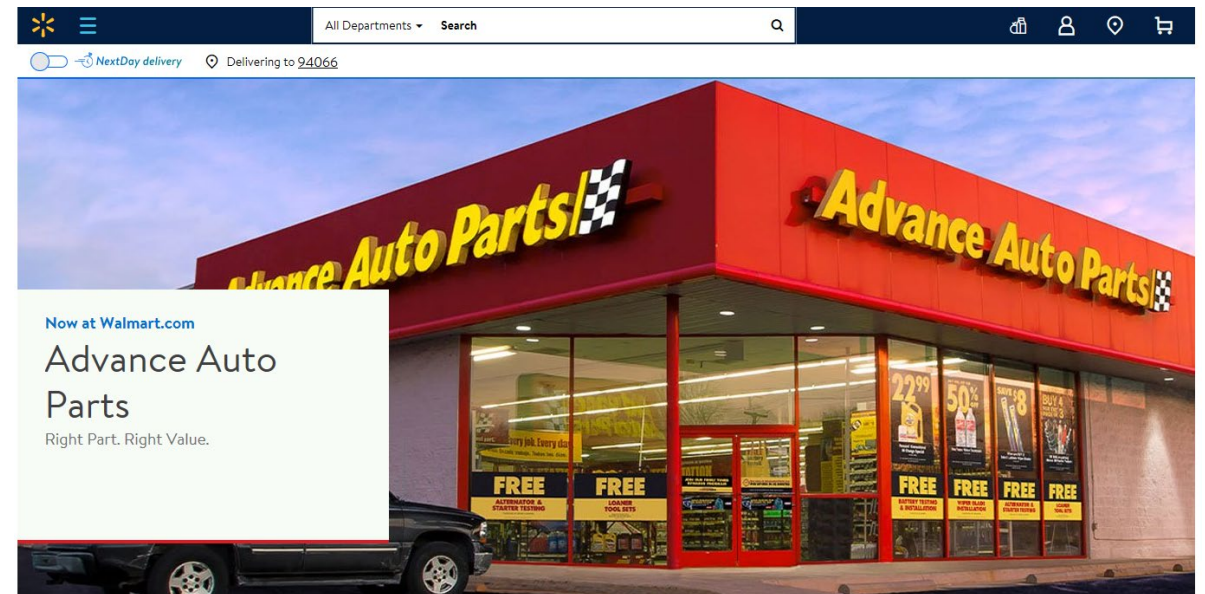 All Departments
Search
NextDay delivery
Delivering to 94066
Advance Auto Parts
Advance Auto Parts
Now at Walmart.com
Advance Auto
Parts
Right Part. Right Value.
22⁹⁹
50%
OFF
SAVE $8
BUY 4
FREE
ALTERNATOR &
STARTER TESTING
FREE
LOANER
TOOL SETS
FREE
BATTERY TESTING
& INSTALLATION
FREE
WIPER BLADE
INSTALLATION
FREE
ALTERNATOR &
STARTER TESTING
FREE
LOANER
TOOL SETS